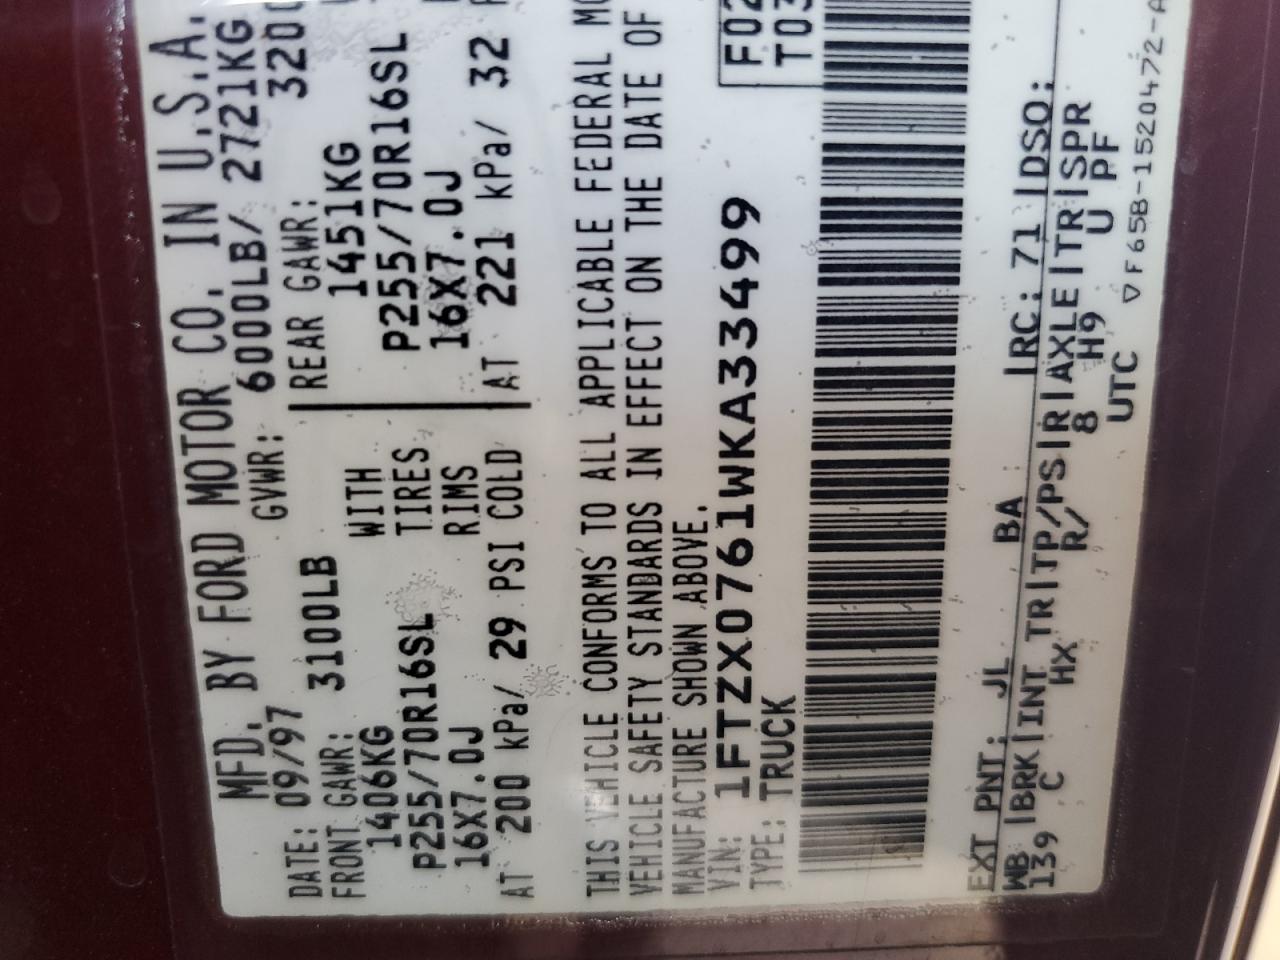 MFD. BY FORD MOTOR CO. IN U.S.A.
DATE: 09/97 GVWR: 6000LB/ 2721KG
FRONT GAWR: 3100LB REAR GAWR: 320
1406KG WITH 1451KG
P255/70R16SL TIRES P255/70R16SL
16X7.0J RIMS 16X7.0J
AT 200 kPa/ 29 PSI COLD AT 221 kPa/ 32
THIS VEHICLE CONFORMS TO ALL APPLICABLE FEDERAL MO
VEHICLE SAFETY STANDARDS IN EFFECT ON THE DATE OF
MANUFACTURE SHOWN ABOVE.
VIN: 1FTZX0761WKA33499 F02
TYPE: TRUCK T03
EXT PNT: JL BA RC: 71 DSO:
WB BRK INT TR TP/PS R AXLE TR SPR
139 C HX R/ 8 H9 U PF
UTC ▽F65B-1520472-A